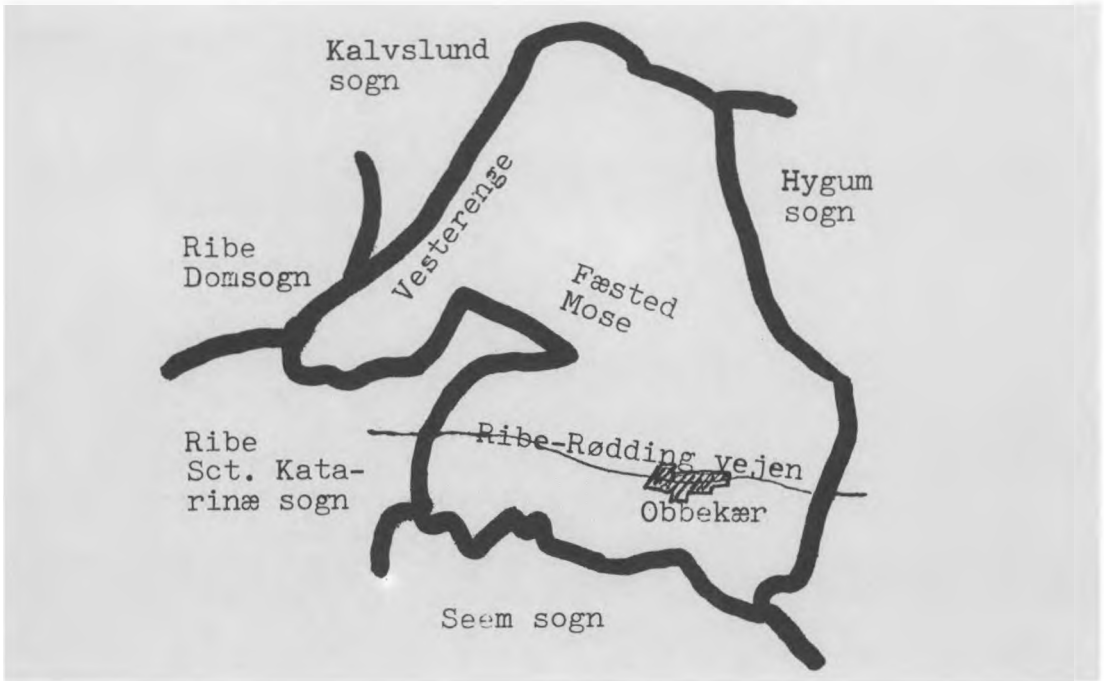 Kalvslund
sogn
Hygum
sogn
Vesterenge
Ribe
Domsogn
Fæsted
Mose
Ribe
Sct. Kata-
rinæ sogn
Ribe-Rødding vejen
Obbekær
Seem sogn